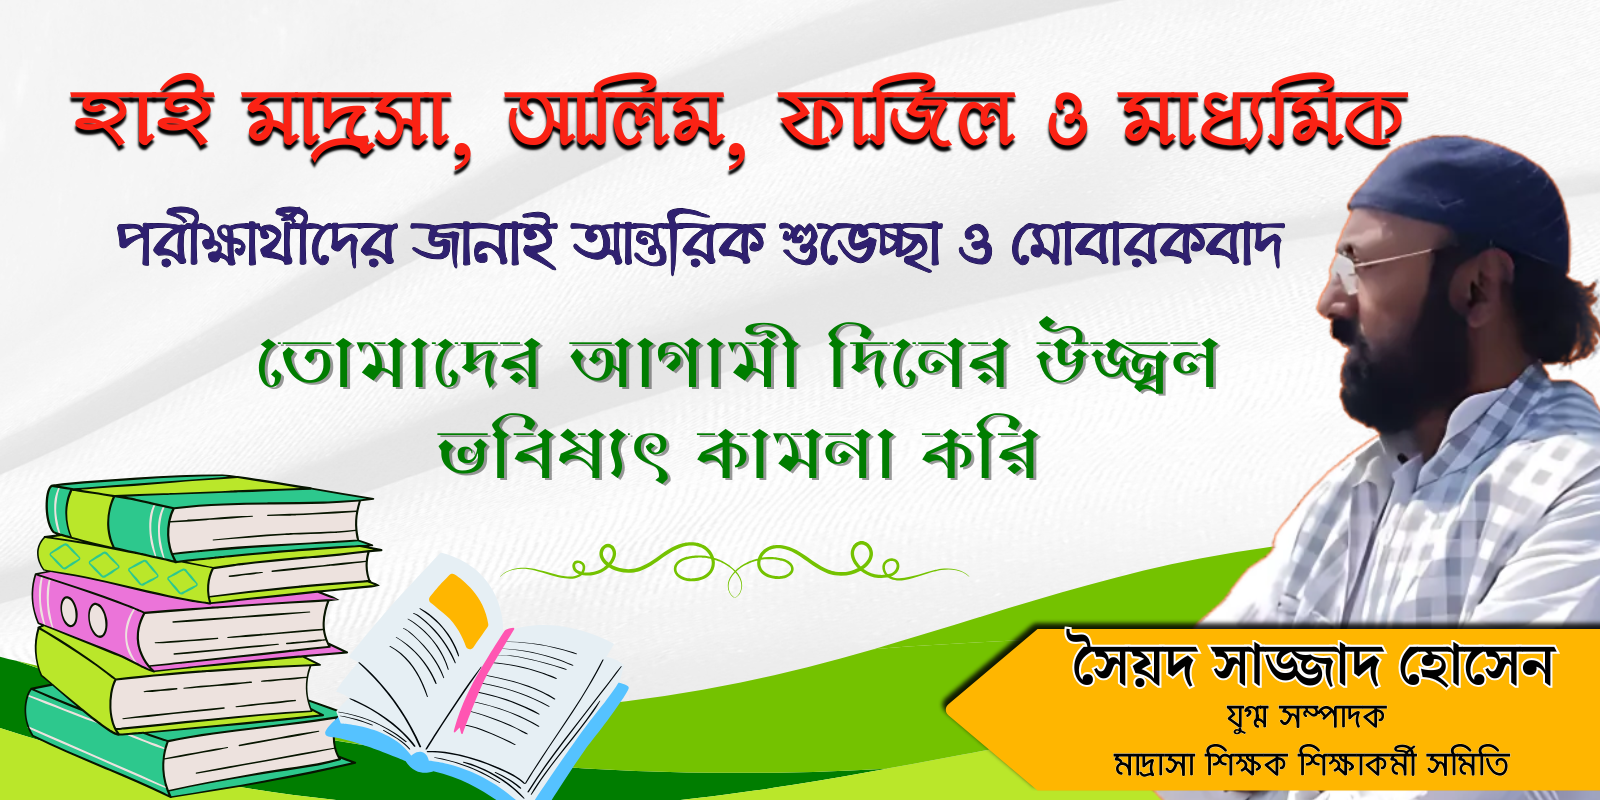 হাই মাদ্রসা, আলিম, ফাজিল ও মাধ্যমিক
পরীক্ষার্থীদের জানাই আন্তরিক শুভেচ্ছা ও মোবারকবাদ
তোমাদের আগামী দিনের উজ্জ্বল
ভবিষ্যৎ কামনা করি
সৈয়দ সাজ্জাদ হোসেন
যুগ্ম সম্পাদক
মাদ্রাসা শিক্ষক শিক্ষাকর্মী সমিতি